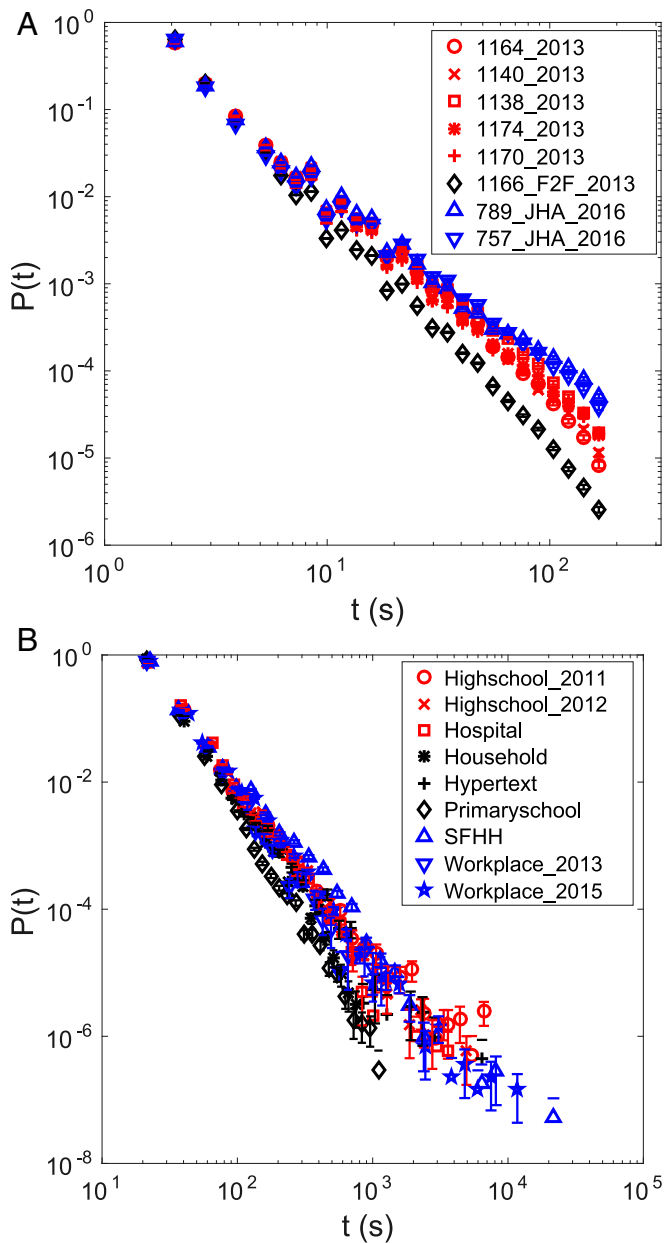 A
10^0
10^-1
10^-2
10^-3
10^-4
10^-5
10^-6
P(t)
1164_2013
1140_2013
1138_2013
1174_2013
1170_2013
1166_F2F_2013
789_JHA_2016
757_JHA_2016
10^0
10^1
10^2
t (s)
B
10^0
10^-2
10^-4
10^-6
10^-8
P(t)
Highschool_2011
Highschool_2012
Hospital
Household
Hypertext
Primaryschool
SFHH
Workplace_2013
Workplace_2015
10^1
10^2
10^3
10^4
10^5
t (s)